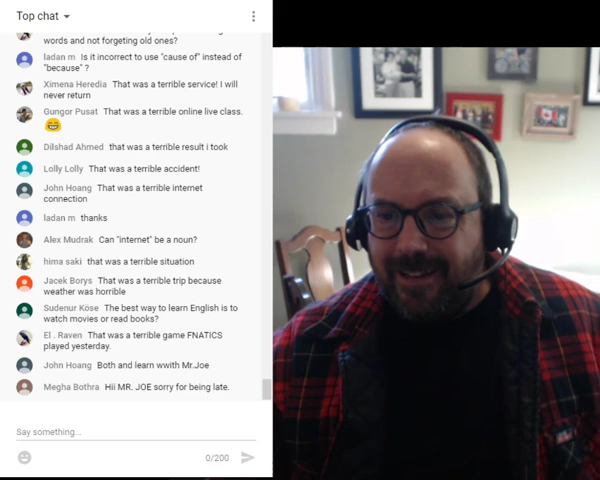 Top chat
words and not forgeting old ones?
ladan m Is it incorrect to use "cause of" instead of
"because" ?
Ximena Heredia That was a terrible service! I will
never return
Gungor Pusat That was a terrible online live class.
Dilshad Ahmed that was a terrible result i took
Lolly Lolly That was a terrible accident!
John Hoang That was a terrible internet
connection
ladan m thanks
Alex Mudrak Can "internet" be a noun?
hima saki that was a terrible situation
Jacek Borys That was a terrible trip because
weather was horrible
Sudenur Köse The best way to learn English is to
watch movies or read books?
El . Raven That was a terrible game FNATICS
played yesterday.
John Hoang Both and learn wwith Mr.Joe
Megha Bothra Hii MR. JOE sorry for being late.
Say something...
0/200